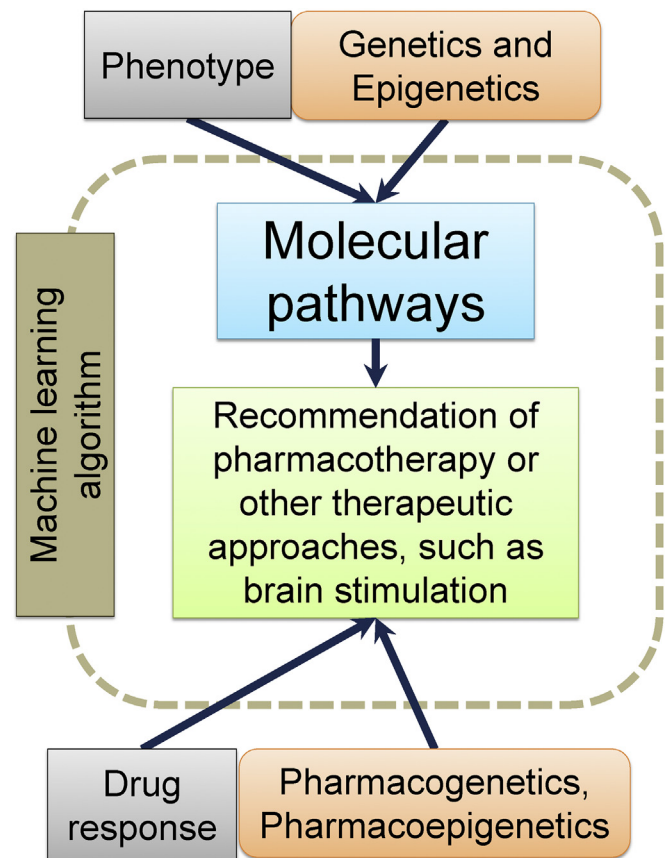 Phenotype
Genetics and
Epigenetics
Machine learning
algorithm
Molecular
pathways
Recommendation of
pharmacotherapy or
other therapeutic
approaches, such as
brain stimulation
Drug
response
Pharmacogenetics,
Pharmacoepigenetics